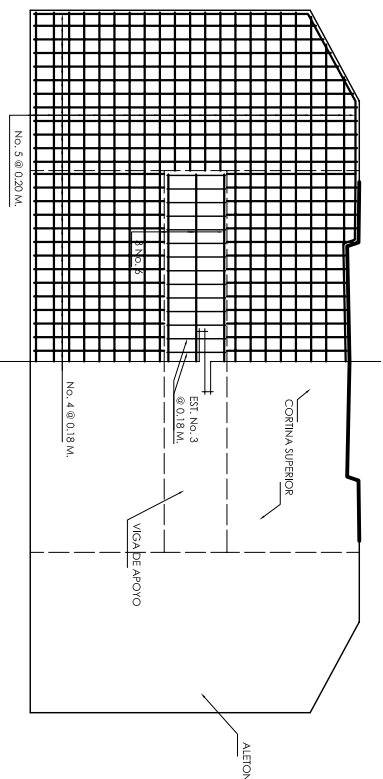 No. 5 @ 0.20 M.
No. 4 @ 0.18 M.
3 No. 6
EST. No. 3
@ 0.18 M.
CORTINA SUPERIOR
VIGA DE APOYO
ALETON